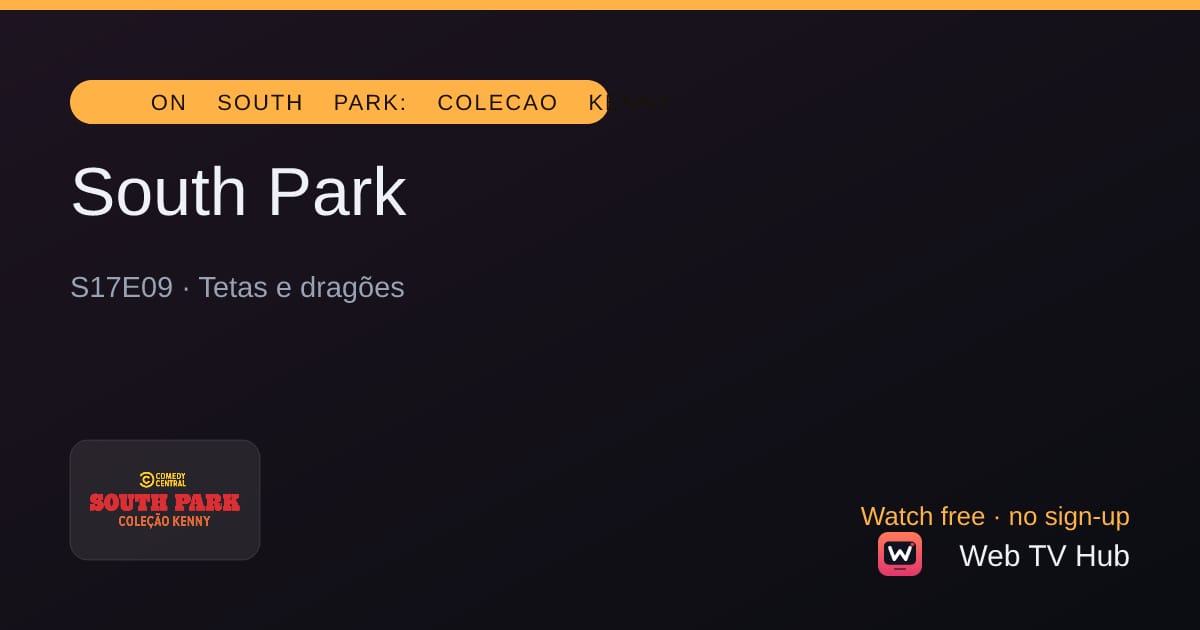 ON SOUTH PARK: COLECAO KENNY
South Park
S17E09 · Tetas e dragões
COMEDY
CENTRAL
SOUTH PARK
COLEÇÃO KENNY
Watch free · no sign-up
W
Web TV Hub